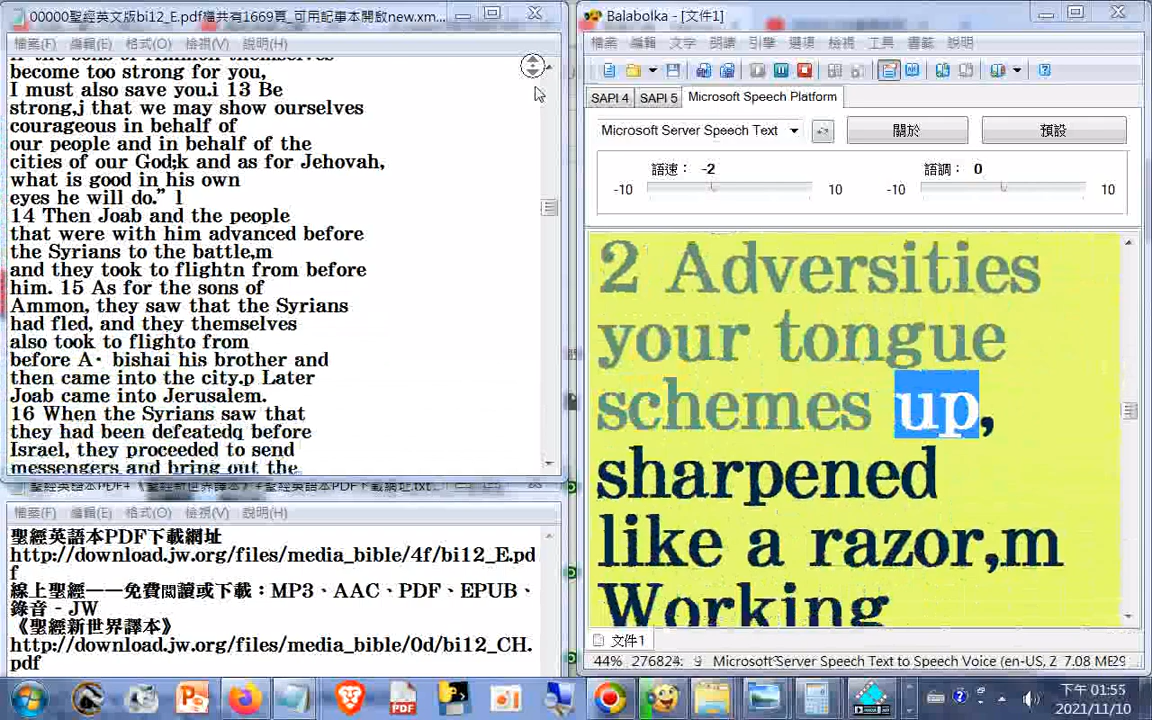 00000聖經英文版bi12_E.pdf檔共有1669頁_可用記事本開啟new.xm...
檔案(F) 編輯(E) 格式(O) 檢視(V) 說明(H)
If the sons of Ammon themselves
become too strong for you,
I must also save you.i 13 Be
strong,j that we may show ourselves
courageous in behalf of
our people and in behalf of the
cities of our God;k and as for Jehovah,
what is good in his own
eyes he will do.” l
14 Then Joab and the people
that were with him advanced before
the Syrians to the battle,m
and they took to flightn from before
him. 15 As for the sons of
Ammon, they saw that the Syrians
had fled, and they themselves
also took to flighto from
before A· bishai his brother and
then came into the city.p Later
Joab came into Jerusalem.
16 When the Syrians saw that
they had been defeatedq before
Israel, they proceeded to send
messengers and bring out the
檔案(F) 編輯(E) 格式(O) 檢視(V) 說明(H)
聖經英語本PDF下載網址
http://download.jw.org/files/media_bible/4f/bi12_E.pd
f
線上聖經——免費閱讀或下載：MP3、AAC、PDF、EPUB、
錄音 - JW
《聖經新世界譯本》
http://download.jw.org/files/media_bible/0d/bi12_CH.
pdf
Balabolka - [文件1]
檔案 編輯 文字 朗讀 引擎 選項 檢視 工具 書籤 說明
SAPI 4 SAPI 5 Microsoft Speech Platform
Microsoft Server Speech Text 關於 預設
語速： -2 語調： 0
-10 10 -10 10
2 Adversities
your tongue
schemes up,
sharpened
like a razor,m
Working
文件1
44% 276824: 9 Microsoft Server Speech Text to Speech Voice (en-US, Z 7.08 ME29
下午 01:55
2021/11/10